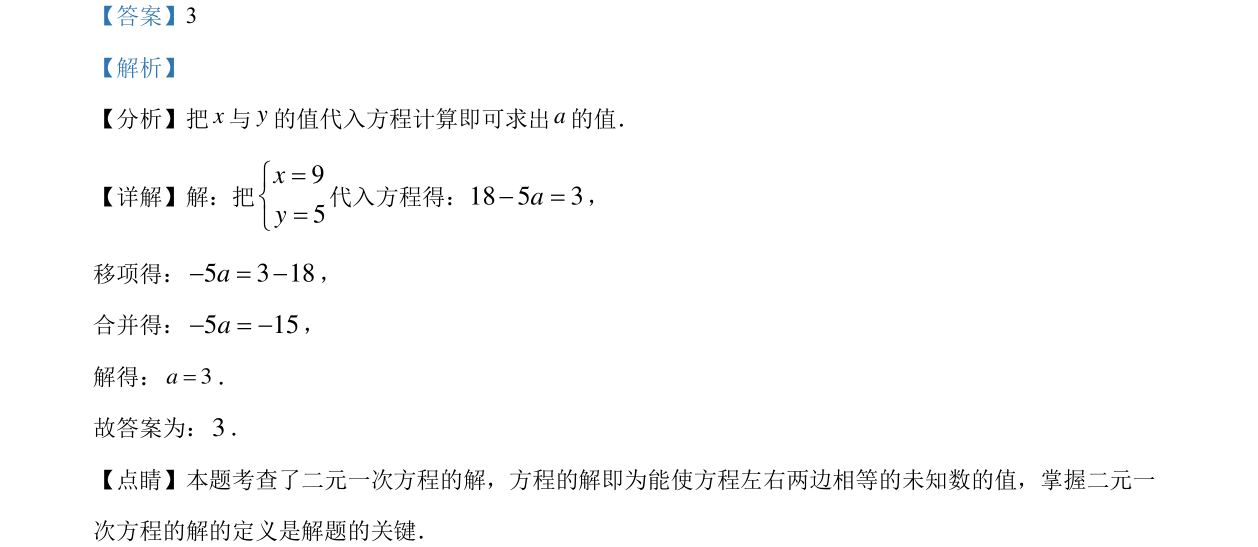 【答案】3
【解析】
【分析】把 x 与 y 的值代入方程计算即可求出 a 的值．
【详解】解：把 { x = 9 y = 5 代入方程得：18－5a = 3，
移项得：－5a = 3－18，
合并得：－5a = －15，
解得：a = 3．
故答案为：3．
【点睛】本题考查了二元一次方程的解，方程的解即为能使方程左右两边相等的未知数的值，掌握二元一
次方程的解的定义是解题的关键．